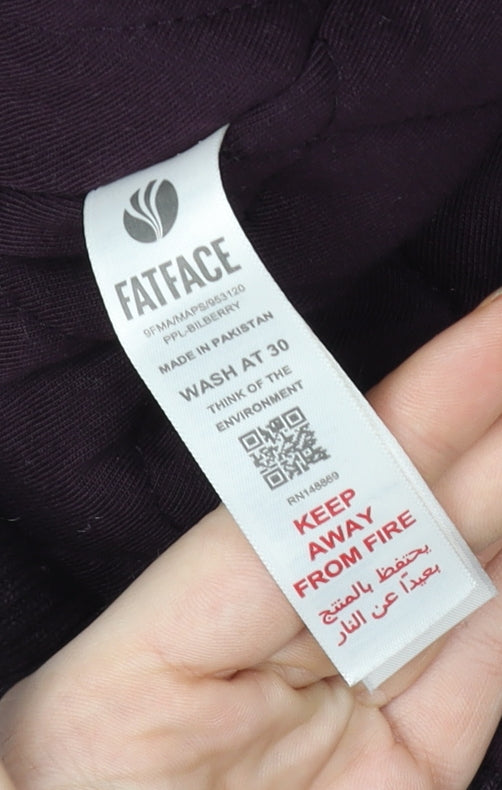 FATFACE
9FMA/MAPS/953120
PPL-BILBERRY
MADE IN PAKISTAN
WASH AT 30
THINK OF THE
ENVIRONMENT
RN148869
KEEP
AWAY
FROM FIRE
يحتفظ بالمنتج
بعيدًا عن النار